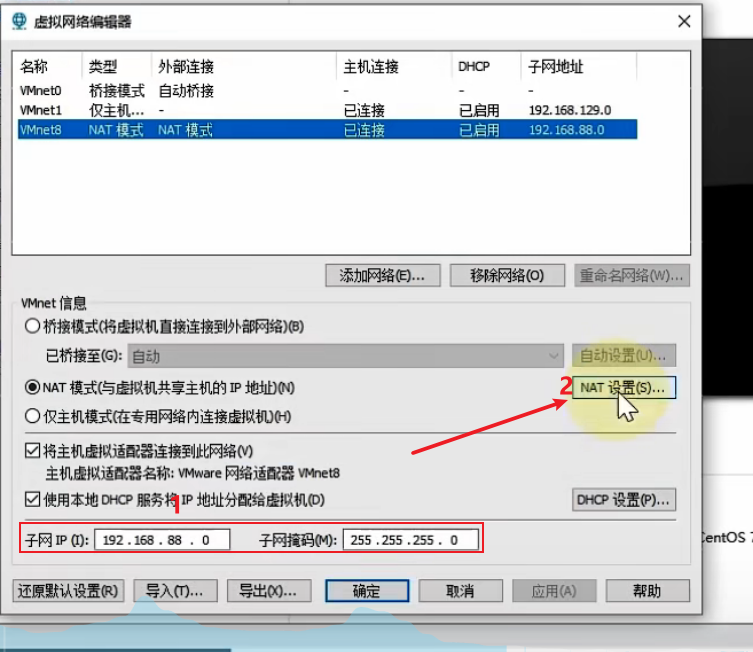 虚拟网络编辑器
名称 类型 外部连接 主机连接 DHCP 子网地址
VMnet0 桥接模式 自动桥接 - - -
VMnet1 仅主机... - 已连接 已启用 192.168.129.0
VMnet8 NAT 模式 NAT 模式 已连接 已启用 192.168.88.0
添加网络(E)... 移除网络(O) 重命名网络(W)...
VMnet 信息
桥接模式(将虚拟机直接连接到外部网络)(B)
已桥接至(G): 自动 自动设置(U)...
NAT 模式(与虚拟机共享主机的 IP 地址)(N) 2 NAT 设置(S)...
仅主机模式(在专用网络内连接虚拟机)(H)
将主机虚拟适配器连接到此网络(V)
主机虚拟适配器名称: VMware 网络适配器 VMnet8
使用本地 DHCP 服务将 IP 地址分配给虚拟机(D) DHCP 设置(P)...
1
子网 IP (I): 192 . 168 . 88 . 0 子网掩码(M): 255 . 255 . 255 . 0
CentOS 7
还原默认设置(R) 导入(T)... 导出(X)... 确定 取消 应用(A) 帮助